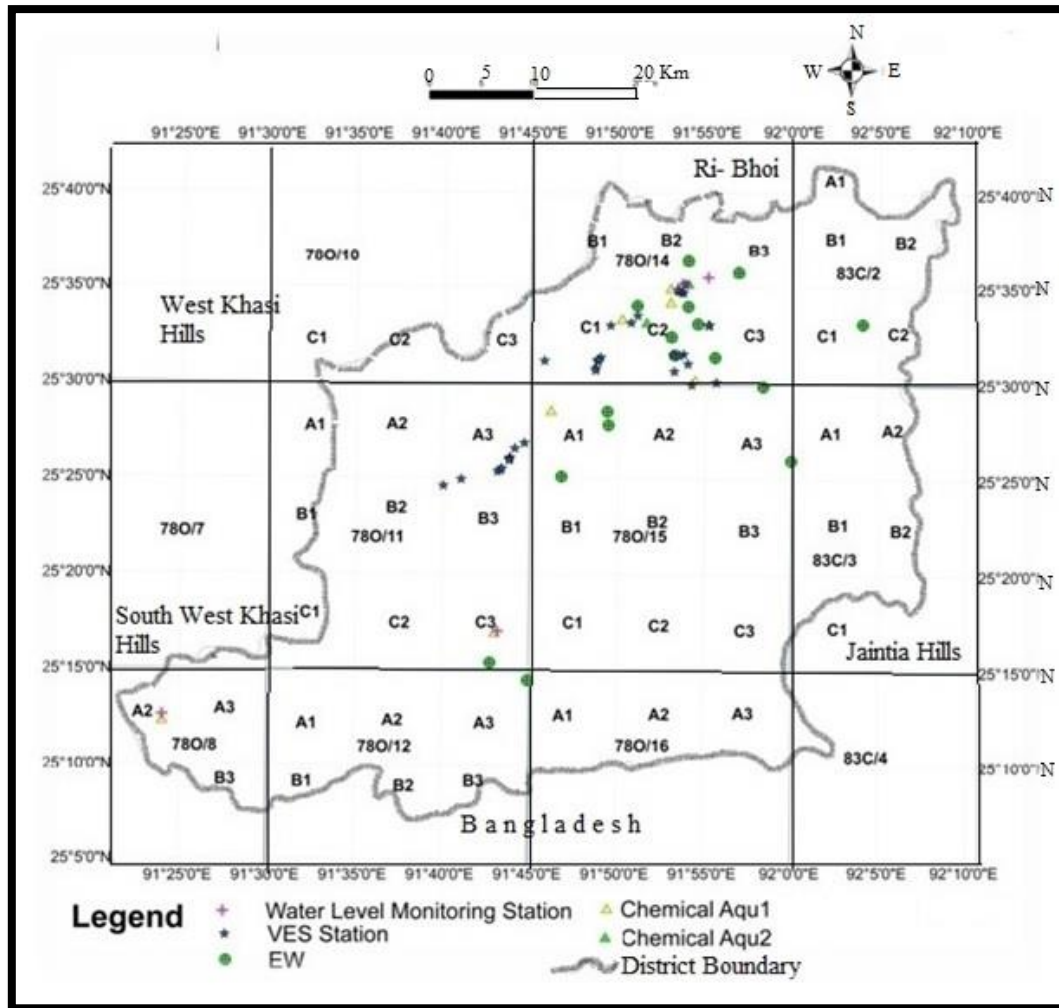 N
W E
S
0 5 10 20 Km
91°25'0"E 91°30'0"E 91°35'0"E 91°40'0"E 91°45'0"E 91°50'0"E 91°55'0"E 92°00'0"E 92°05'0"E 92°10'0"E
Ri- Bhoi
25°40'0"N A1 25°40'0"N
B1 B2 B3 B1 B2
78O/10 78O/14 83C/2
25°35'0"N 25°35'0"N
West Khasi
Hills
C1 C2 C3 C1 C2 C3 C1 C2
25°30'0"N 25°30'0"N
A1 A2 A3 A1 A2 A3 A1 A2
25°25'0"N 25°25'0"N
B1 B2 B3 B1 B2 B3 B1 B2
78O/7 78O/11 78O/15 83C/3
25°20'0"N 25°20'0"N
South West Khasi
Hills
C1 C2 C3 C1 C2 C3 C1
Jaintia Hills
25°15'0"N 25°15'0"N
A2 A3 A1 A2 A3 A1 A2 A3
78O/8 78O/12 78O/16 83C/4
25°10'0"N 25°10'0"N
B3 B1 B2 B3
Bangladesh
25°5'0"N
91°25'0"E 91°30'0"E 91°35'0"E 91°40'0"E 91°45'0"E 91°50'0"E 91°55'0"E 92°00'0"E 92°05'0"E 92°10'0"E
Legend
Water Level Monitoring Station
VES Station
EW
Chemical Aqu1
Chemical Aqu2
District Boundary